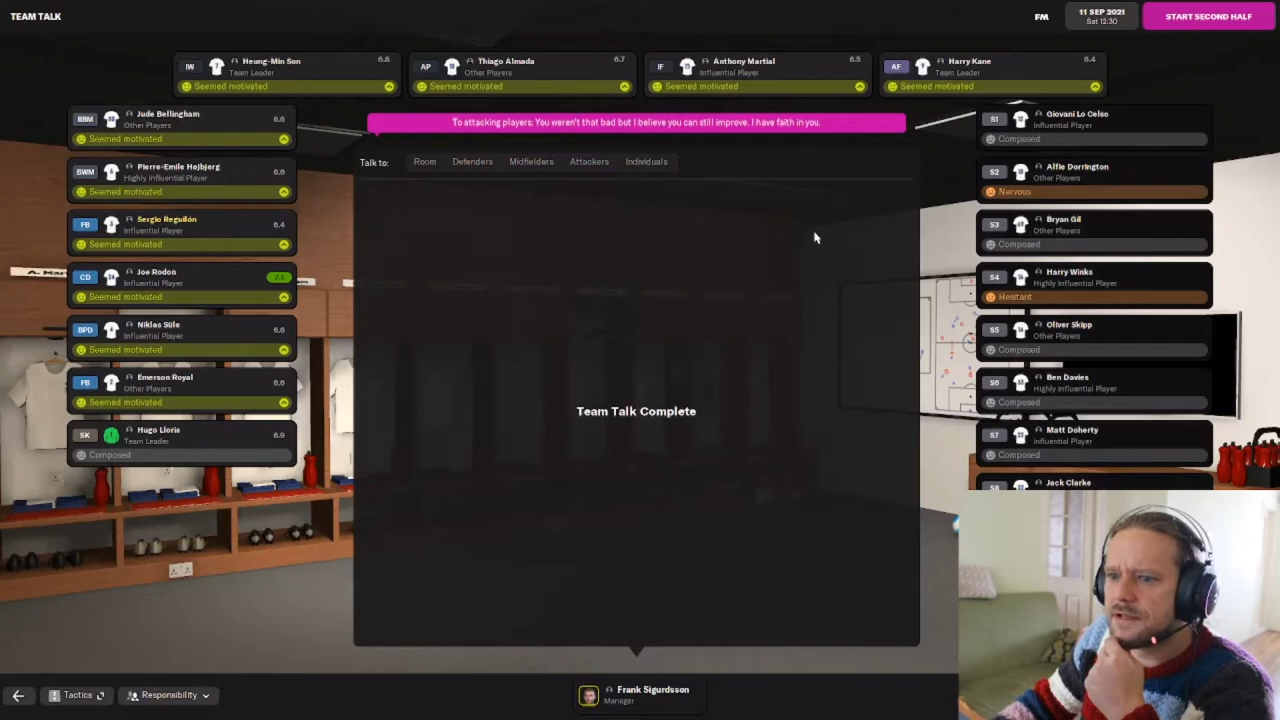 TEAM TALK
FM
11 SEP 2021
Sat 12:30
START SECOND HALF
IW 7 Heung-Min Son 6.8
Team Leader
Seemed motivated
AP Thiago Almada 6.7
Other Players
Seemed motivated
IF Anthony Martial 6.5
Influential Player
Seemed motivated
AF Harry Kane 6.4
Team Leader
Seemed motivated
To attacking players: You weren't that bad but I believe you can still improve. I have faith in you.
Talk to: Room Defenders Midfielders Attackers Individuals
BBM Jude Bellingham 6.6
Other Players
Seemed motivated
BWM Pierre-Emile Højbjerg 6.6
Highly Influential Player
Seemed motivated
FB Sergio Reguilón 6.4
Influential Player
Seemed motivated
CD Joe Rodon 7.1
Influential Player
Seemed motivated
BPD Niklas Süle 6.6
Influential Player
Seemed motivated
FB Emerson Royal 6.6
Other Players
Seemed motivated
SK Hugo Lloris 6.9
Team Leader
Composed
A. Mar
Team Talk Complete
S1 Giovani Lo Celso
Influential Player
Composed
S2 Alfie Dorrington
Other Players
Nervous
S3 Bryan Gil
Other Players
Composed
S4 Harry Winks
Highly Influential Player
Hesitant
S5 Oliver Skipp
Other Players
Composed
S6 Ben Davies
Highly Influential Player
Composed
S7 Matt Doherty
Influential Player
Composed
S8 Jack Clarke
Tactics
Responsibility
Frank Sigurdsson
Manager